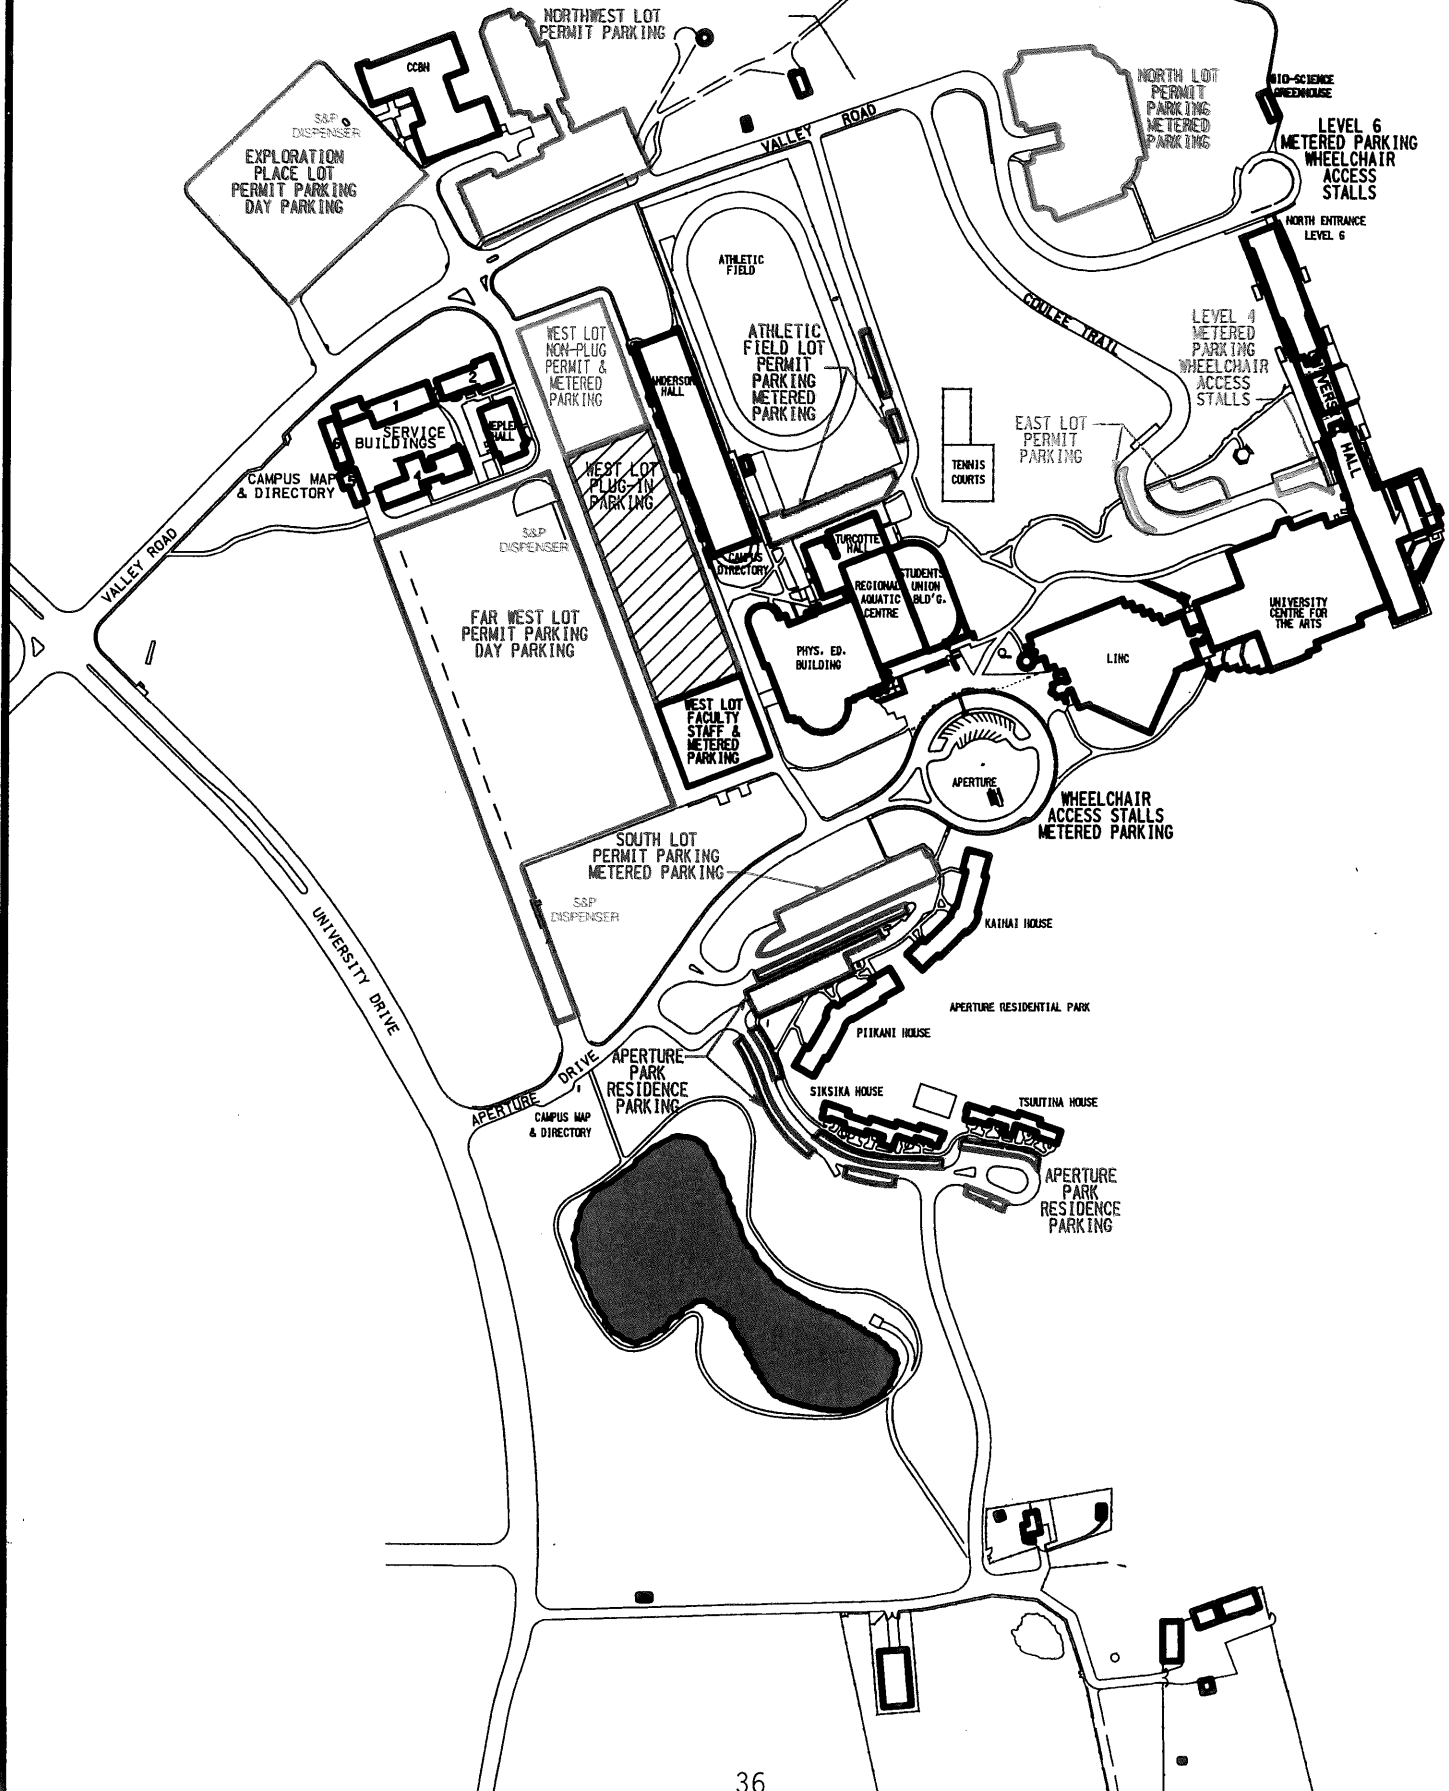 NORTHWEST LOT
PERMIT PARKING
CCBN
S&P
DISPENSER
EXPLORATION
PLACE LOT
PERMIT PARKING
DAY PARKING
VALLEY ROAD
NORTH LOT
PERMIT
PARKING
METERED
PARKING
BIO-SCIENCE
GREENHOUSE
LEVEL 6
METERED PARKING
WHEELCHAIR
ACCESS
STALLS
NORTH ENTRANCE
LEVEL 6
ATHLETIC
FIELD
COULEE TRAIL
LEVEL 4
METERED
PARKING
WHEELCHAIR
ACCESS
STALLS
WEST LOT
NON-PLUG
PERMIT &
METERED
PARKING
ATHLETIC
FIELD LOT
PERMIT
PARKING
METERED
PARKING
ANDERSON
HALL
2
1
SERVICE
BUILDINGS
4
5
HALL
CAMPUS MAP
& DIRECTORY
WEST LOT
PLUG-IN
PARKING
EAST LOT
PERMIT
PARKING
TENNIS
COURTS
HALL
VALLEY ROAD
S&P
DISPENSER
CAMPUS
DIRECTORY
TURCOTTE
HALL
REGIONAL
AQUATIC
CENTRE
STUDENTS
UNION
BLD'G.
UNIVERSITY
CENTRE FOR
THE ARTS
FAR WEST LOT
PERMIT PARKING
DAY PARKING
PHYS. ED.
BUILDING
LINC
WEST LOT
FACULTY
STAFF &
METERED
PARKING
APERTURE
WHEELCHAIR
ACCESS STALLS
METERED PARKING
SOUTH LOT
PERMIT PARKING
METERED PARKING
S&P
DISPENSER
UNIVERSITY DRIVE
KAINAI HOUSE
APERTURE RESIDENTIAL PARK
PIIKANI HOUSE
APERTURE DRIVE
APERTURE
PARK
RESIDENCE
PARKING
CAMPUS MAP
& DIRECTORY
SIKSIKA HOUSE
TSUUTINA HOUSE
APERTURE
PARK
RESIDENCE
PARKING
36